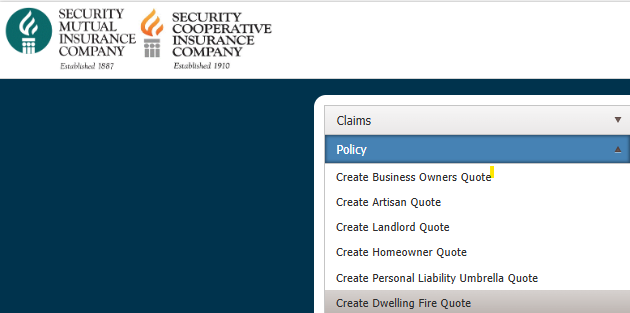 SECURITY
MUTUAL
INSURANCE
COMPANY
Established 1887
SECURITY
COOPERATIVE
INSURANCE
COMPANY
Established 1910
Claims
Policy
Create Business Owners Quote
Create Artisan Quote
Create Landlord Quote
Create Homeowner Quote
Create Personal Liability Umbrella Quote
Create Dwelling Fire Quote